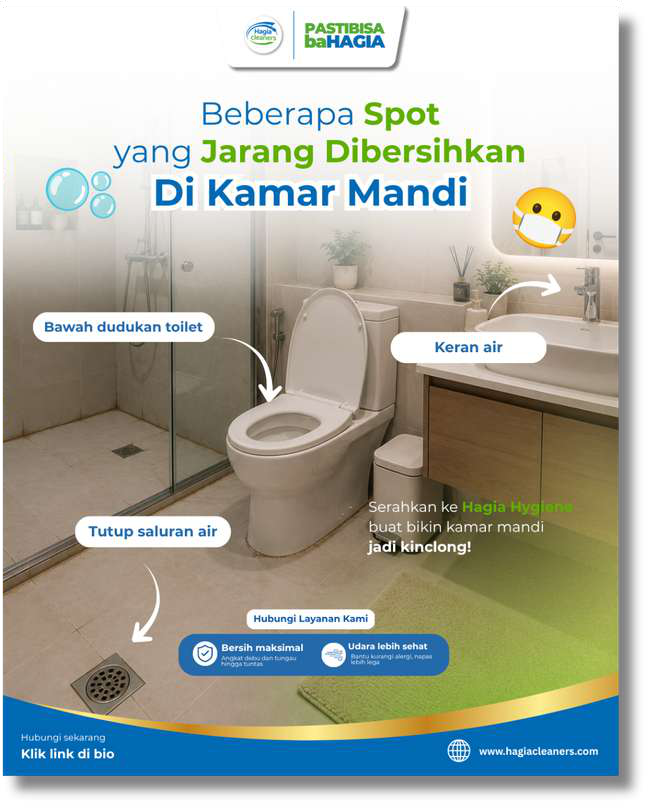 Hagia
cleaners
PASTIBISA
baHAGIA
Beberapa Spot
yang Jarang Dibersihkan
Di Kamar Mandi
Bawah dudukan toilet
Keran air
Tutup saluran air
Serahkan ke Hagia Hygiene
buat bikin kamar mandi
jadi kinclong!
Hubungi Layanan Kami
Bersih maksimal
Angkat debu dan tungau
hingga tuntas
Udara lebih sehat
Bantu kurangi alergi, napas
lebih lega
Hubungi sekarang
Klik link di bio
www.hagiacleaners.com